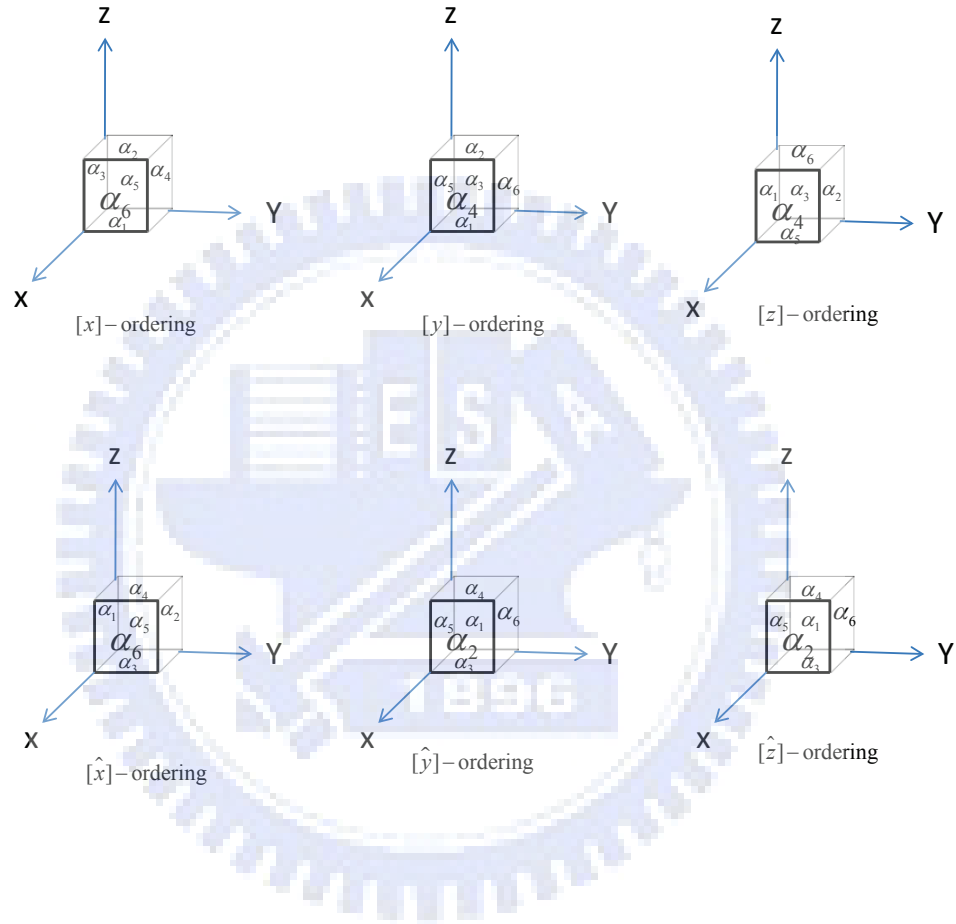 Z Z Z
α₂ α₂ α₆
α₃ α₅ α₄ α₅ α₃ α₆ α₁ α₃ α₂
α₆ α₄ α₄
α₁ α₁ α₅
Y Y Y
X X X
[x]–ordering [y]–ordering [z]–ordering
ESA
Z Z Z
α₄ α₄ α₄
α₁ α₅ α₂ α₅ α₁ α₆ α₅ α₁ α₆
α₆ α₂ α₂
α₃ α₃ α₃
Y Y Y
X X X
1896
[x̂]–ordering [ŷ]–ordering [ẑ]–ordering